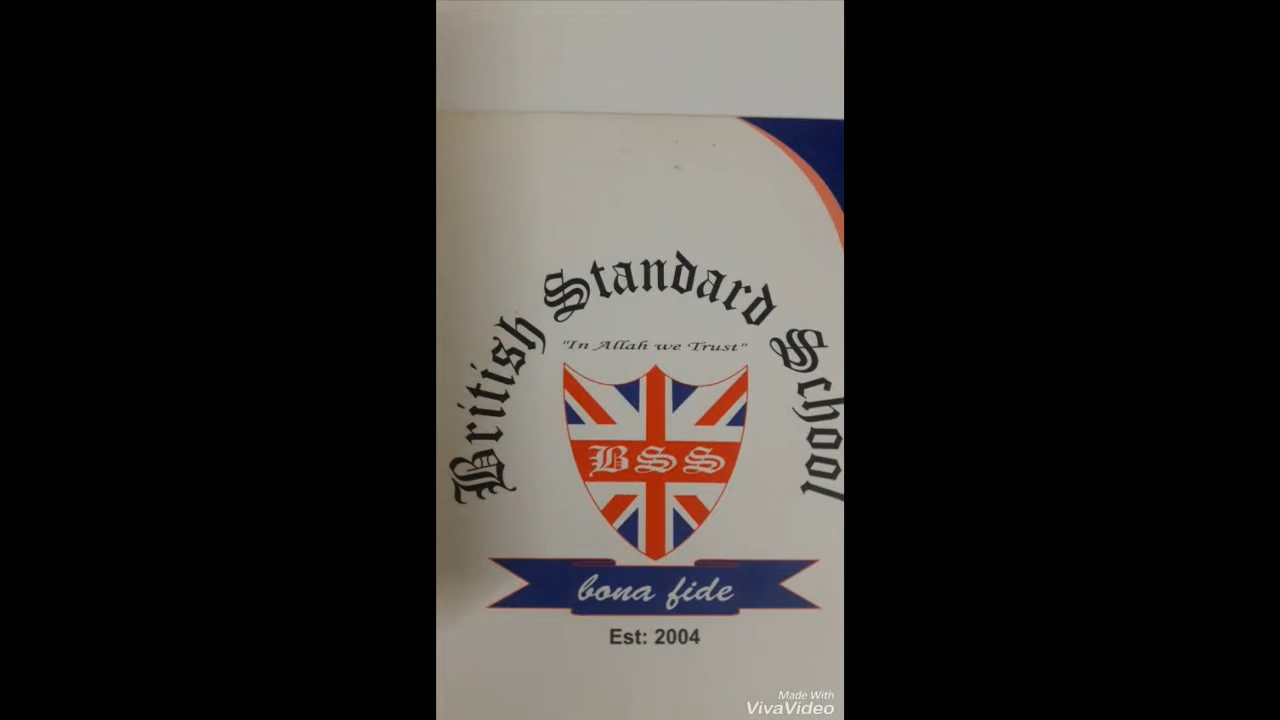 British Standard School
"In Allah we Trust"
BSS
bona fide
Est: 2004
Made With
VivaVideo